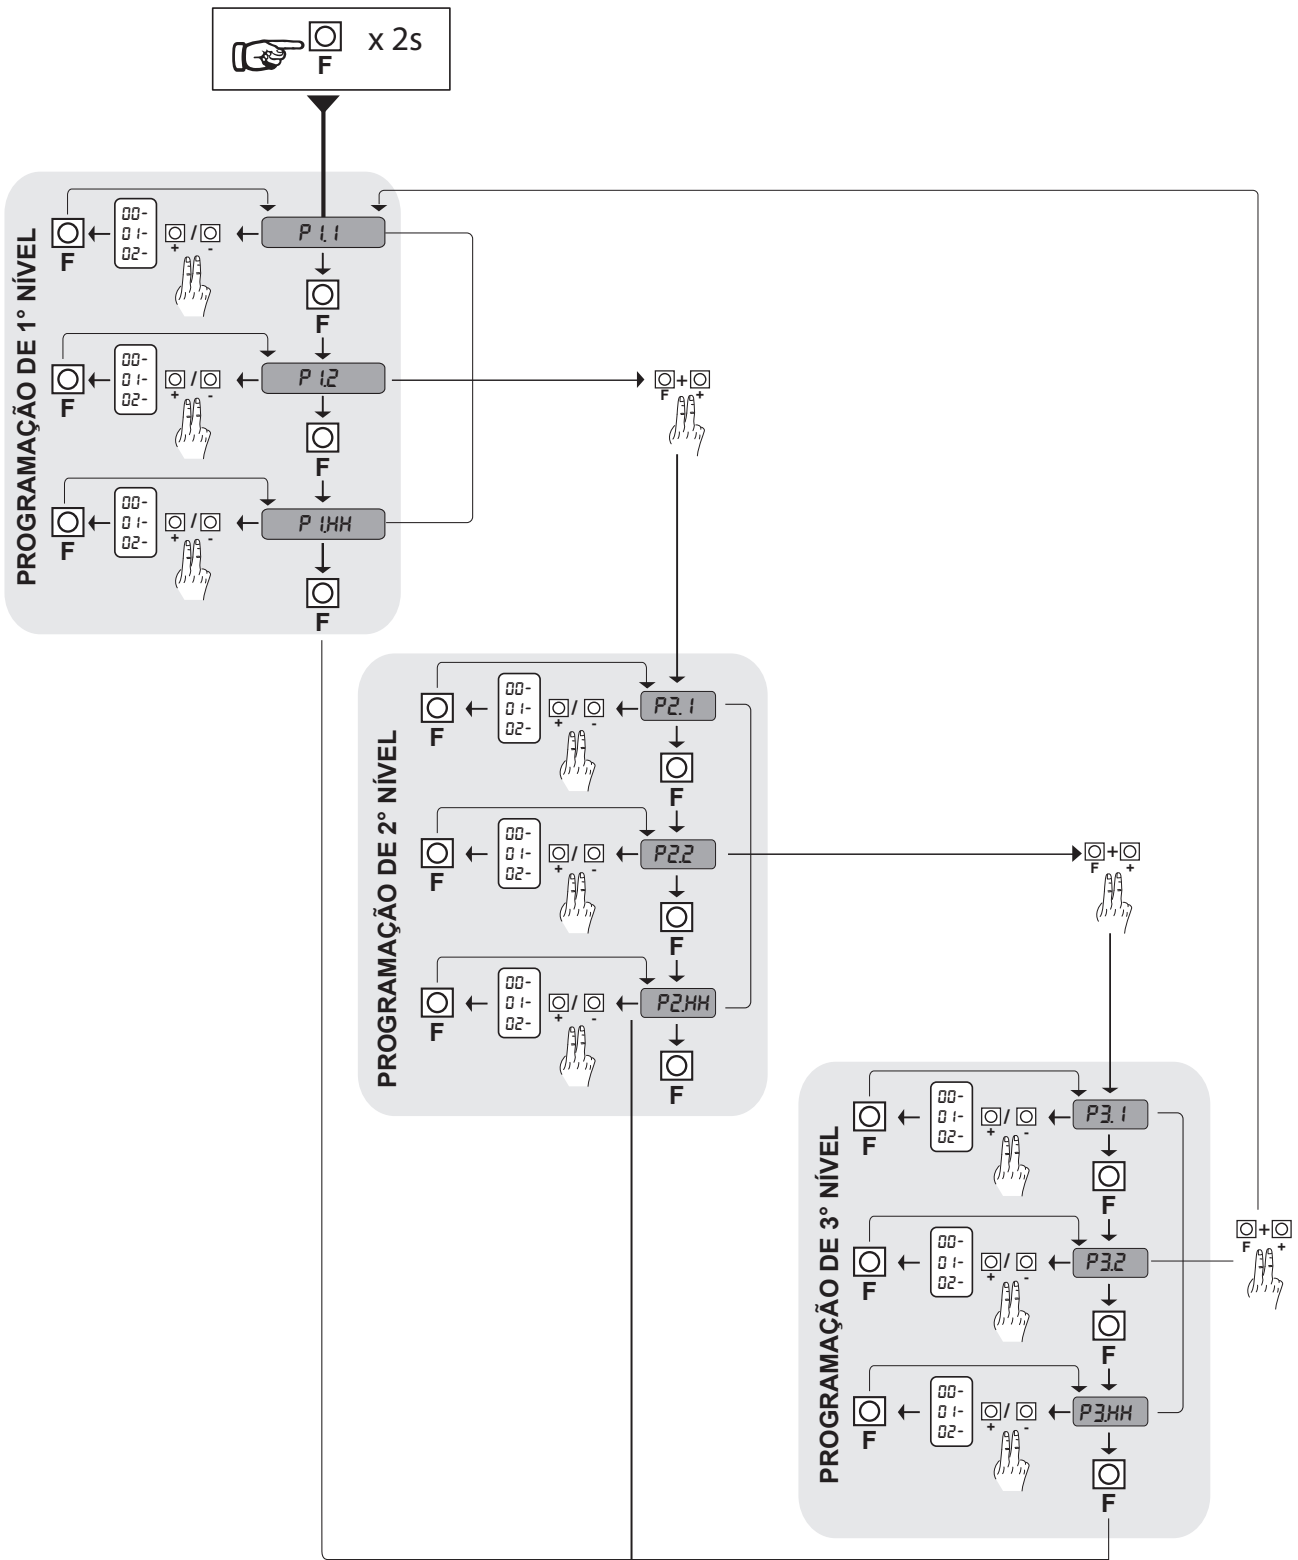 x 2s
F
PROGRAMAÇÃO DE 1° NÍVEL
00-
01-
02-
F
+ / -
P1.1
F
00-
01-
02-
F
+ / -
P1.2
F
F + +
00-
01-
02-
F
+ / -
P1.HH
F
PROGRAMAÇÃO DE 2° NÍVEL
00-
01-
02-
F
+ / -
P2.1
F
00-
01-
02-
F
+ / -
P2.2
F
F + +
00-
01-
02-
F
+ / -
P2.HH
F
PROGRAMAÇÃO DE 3° NÍVEL
00-
01-
02-
F
+ / -
P3.1
F
00-
01-
02-
F
+ / -
P3.2
F
F + +
00-
01-
02-
F
+ / -
P3.HH
F